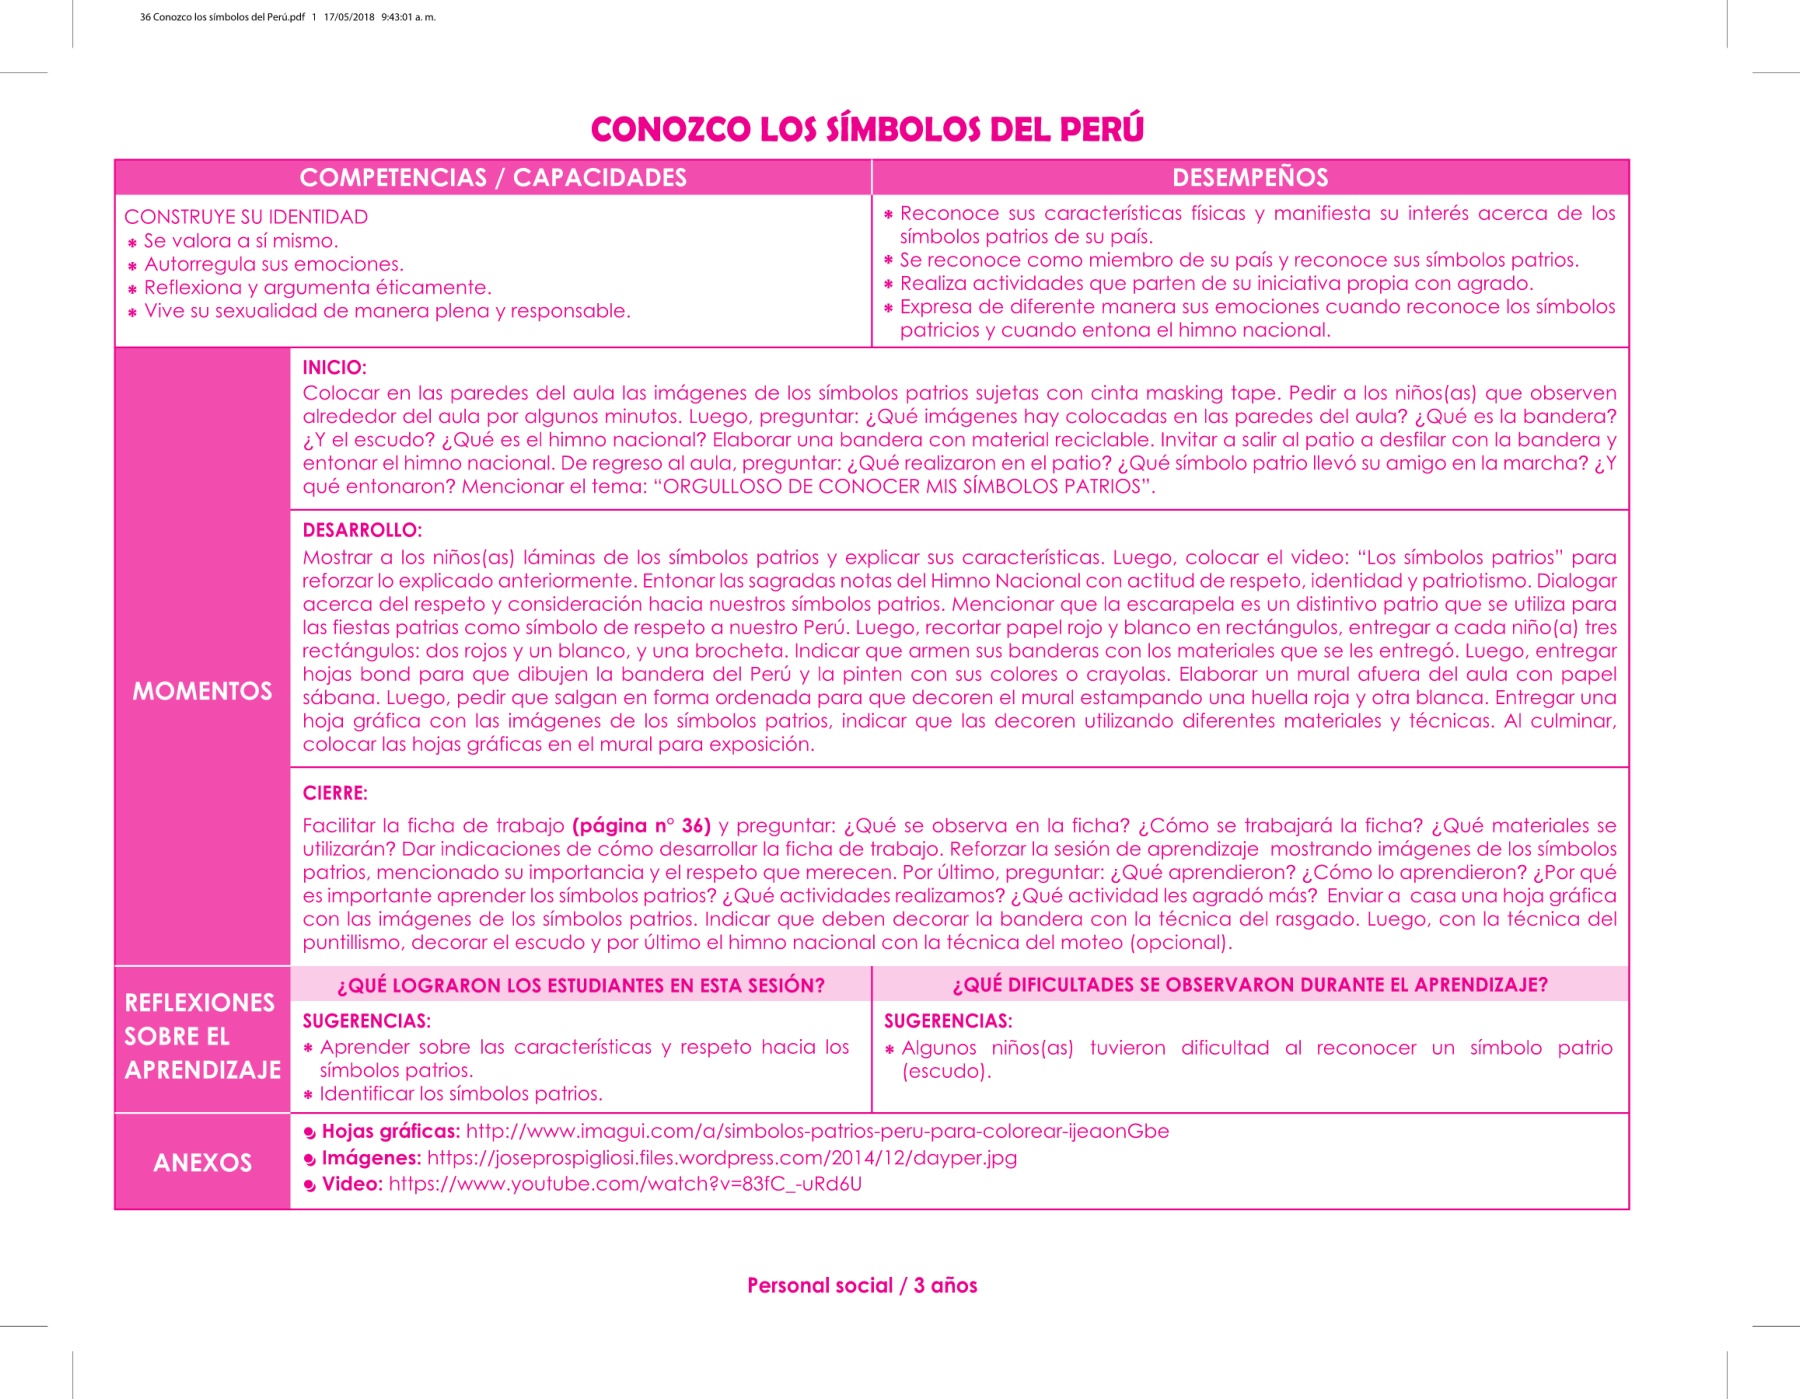 36 Conozco los símbolos del Perú.pdf   1   17/05/2018   9:43:01 a. m.
CONOZCO LOS SÍMBOLOS DEL PERÚ
COMPETENCIAS / CAPACIDADES
DESEMPEÑOS
CONSTRUYE SU IDENTIDAD
* Se valora a sí mismo.
* Autorregula sus emociones.
* Reflexiona y argumenta éticamente.
* Vive su sexualidad de manera plena y responsable.
* Reconoce sus características físicas y manifiesta su interés acerca de los
símbolos patrios de su país.
* Se reconoce como miembro de su país y reconoce sus símbolos patrios.
* Realiza actividades que parten de su iniciativa propia con agrado.
* Expresa de diferente manera sus emociones cuando reconoce los símbolos
patricios y cuando entona el himno nacional.
MOMENTOS
INICIO:
Colocar en las paredes del aula las imágenes de los símbolos patrios sujetas con cinta masking tape. Pedir a los niños(as) que observen
alrededor del aula por algunos minutos. Luego, preguntar: ¿Qué imágenes hay colocadas en las paredes del aula? ¿Qué es la bandera?
¿Y el escudo? ¿Qué es el himno nacional? Elaborar una bandera con material reciclable. Invitar a salir al patio a desfilar con la bandera y
entonar el himno nacional. De regreso al aula, preguntar: ¿Qué realizaron en el patio? ¿Qué símbolo patrio llevó su amigo en la marcha? ¿Y
qué entonaron? Mencionar el tema: “ORGULLOSO DE CONOCER MIS SÍMBOLOS PATRIOS”.
DESARROLLO:
Mostrar a los niños(as) láminas de los símbolos patrios y explicar sus características. Luego, colocar el video: “Los símbolos patrios” para
reforzar lo explicado anteriormente. Entonar las sagradas notas del Himno Nacional con actitud de respeto, identidad y patriotismo. Dialogar
acerca del respeto y consideración hacia nuestros símbolos patrios. Mencionar que la escarapela es un distintivo patrio que se utiliza para
las fiestas patrias como símbolo de respeto a nuestro Perú. Luego, recortar papel rojo y blanco en rectángulos, entregar a cada niño(a) tres
rectángulos: dos rojos y un blanco, y una brocheta. Indicar que armen sus banderas con los materiales que se les entregó. Luego, entregar
hojas bond para que dibujen la bandera del Perú y la pinten con sus colores o crayolas. Elaborar un mural afuera del aula con papel
sábana. Luego, pedir que salgan en forma ordenada para que decoren el mural estampando una huella roja y otra blanca. Entregar una
hoja gráfica con las imágenes de los símbolos patrios, indicar que las decoren utilizando diferentes materiales y técnicas. Al culminar,
colocar las hojas gráficas en el mural para exposición.
CIERRE:
Facilitar la ficha de trabajo (página n° 36) y preguntar: ¿Qué se observa en la ficha? ¿Cómo se trabajará la ficha? ¿Qué materiales se
utilizarán? Dar indicaciones de cómo desarrollar la ficha de trabajo. Reforzar la sesión de aprendizaje mostrando imágenes de los símbolos
patrios, mencionado su importancia y el respeto que merecen. Por último, preguntar: ¿Qué aprendieron? ¿Cómo lo aprendieron? ¿Por qué
es importante aprender los símbolos patrios? ¿Qué actividades realizamos? ¿Qué actividad les agradó más? Enviar a casa una hoja gráfica
con las imágenes de los símbolos patrios. Indicar que deben decorar la bandera con la técnica del rasgado. Luego, con la técnica del
puntillismo, decorar el escudo y por último el himno nacional con la técnica del moteo (opcional).
REFLEXIONES
SOBRE EL
APRENDIZAJE
¿QUÉ LOGRARON LOS ESTUDIANTES EN ESTA SESIÓN?
SUGERENCIAS:
* Aprender sobre las características y respeto hacia los
símbolos patrios.
* Identificar los símbolos patrios.
¿QUÉ DIFICULTADES SE OBSERVARON DURANTE EL APRENDIZAJE?
SUGERENCIAS:
* Algunos niños(as) tuvieron dificultad al reconocer un símbolo patrio
(escudo).
ANEXOS
Hojas gráficas: http://www.imagui.com/a/simbolos-patrios-peru-para-colorear-ijeaonGbe
Imágenes: https://joseprospigliosi.files.wordpress.com/2014/12/dayper.jpg
Video: https://www.youtube.com/watch?v=83fC_-uRd6U
Personal social / 3 años